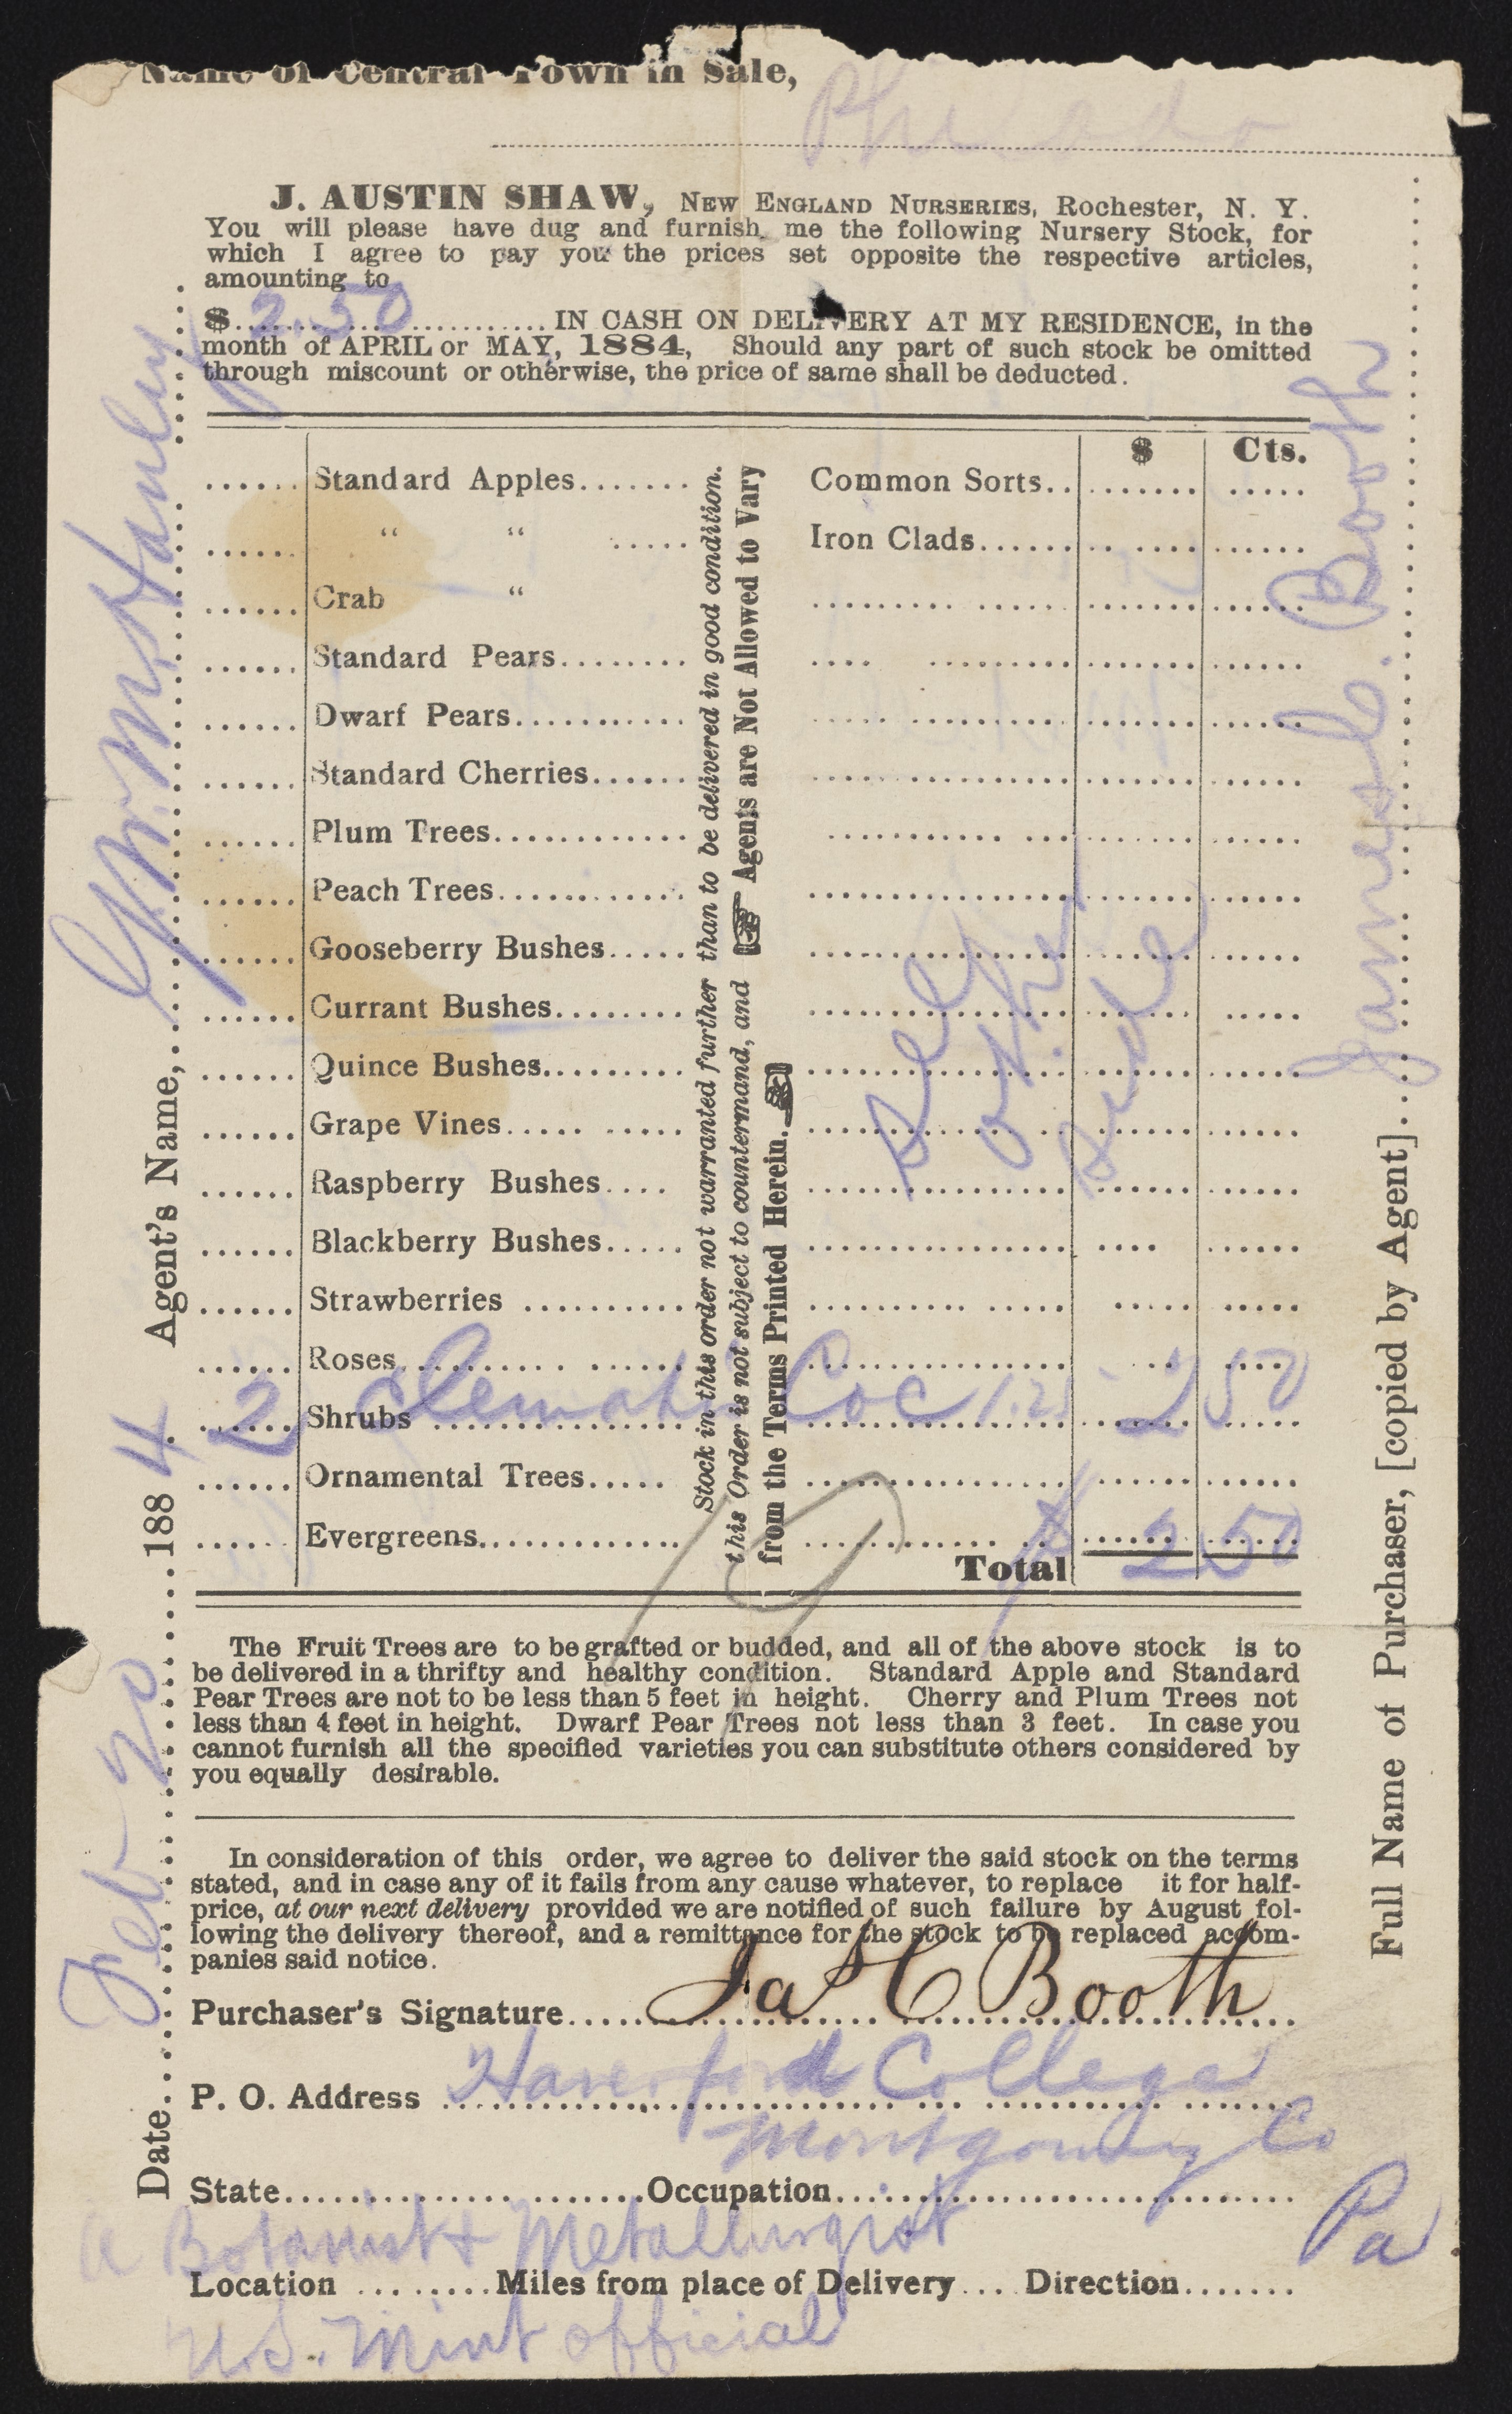 Name of Central Town in Sale,
J. AUSTIN SHAW, NEW ENGLAND NURSERIES, Rochester, N. Y.
You will please have dug and furnish me the following Nursery Stock, for
which I agree to pay you the prices set opposite the respective articles,
amounting to
$ 2.50 IN CASH ON DELIVERY AT MY RESIDENCE, in the
month of APRIL or MAY, 1884, Should any part of such stock be omitted
through miscount or otherwise, the price of same shall be deducted.
$ Cts.
Standard Apples Common Sorts
“ “ Iron Clads
Crab “
Standard Pears
Dwarf Pears
Standard Cherries
Plum Trees
Peach Trees
Gooseberry Bushes
Currant Bushes
Quince Bushes
Grape Vines
Raspberry Bushes
Blackberry Bushes
Strawberries
Roses
2 Shrubs Clematis Coc 1.25 2 50
Ornamental Trees
Evergreens
Total $ 2 50
See
other
side
Stock in this order not warranted further than to be delivered in good condition.
this Order is not subject to countermand, and ☞ Agents are Not Allowed to Vary
from the Terms Printed Herein. ☜
The Fruit Trees are to be grafted or budded, and all of the above stock is to
be delivered in a thrifty and healthy condition. Standard Apple and Standard
Pear Trees are not to be less than 5 feet in height. Cherry and Plum Trees not
less than 4 feet in height. Dwarf Pear Trees not less than 3 feet. In case you
cannot furnish all the specified varieties you can substitute others considered by
you equally desirable.
In consideration of this order, we agree to deliver the said stock on the terms
stated, and in case any of it fails from any cause whatever, to replace it for half-
price, at our next delivery provided we are notified of such failure by August fol-
lowing the delivery thereof, and a remittance for the stock to be replaced accom-
panies said notice.
Purchaser's Signature Jas C Booth
P. O. Address Haverford College
Montgomery Co
State Occupation
Pa
a Botanist & Metallurgist
Location Miles from place of Delivery Direction
U.S. Mint official
Date Feb 20 1884 Agent's Name, Wm. M. Hanley
Full Name of Purchaser, [copied by Agent] James C. Booth